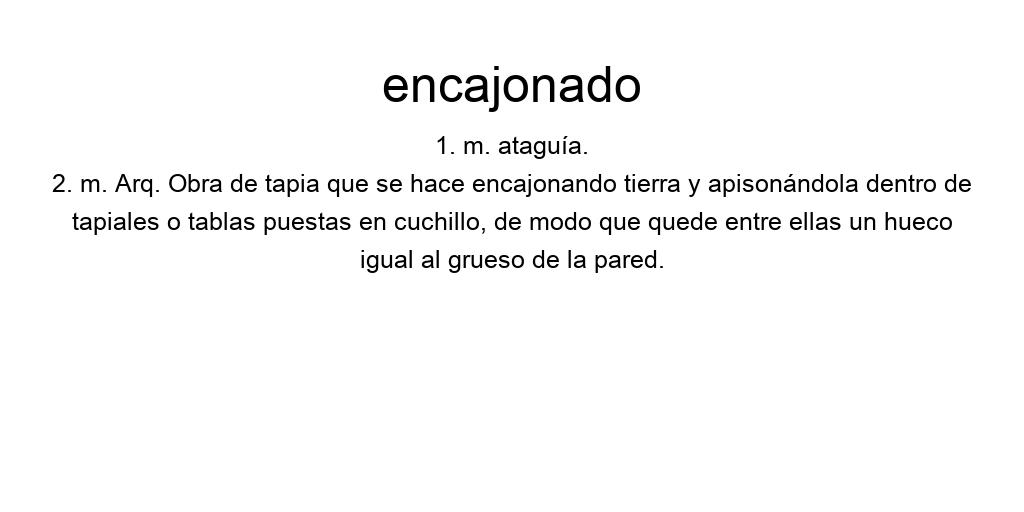 encajonado
1. m. ataguía.
2. m. Arq. Obra de tapia que se hace encajonando tierra y apisonándola dentro de
tapiales o tablas puestas en cuchillo, de modo que quede entre ellas un hueco
igual al grueso de la pared.